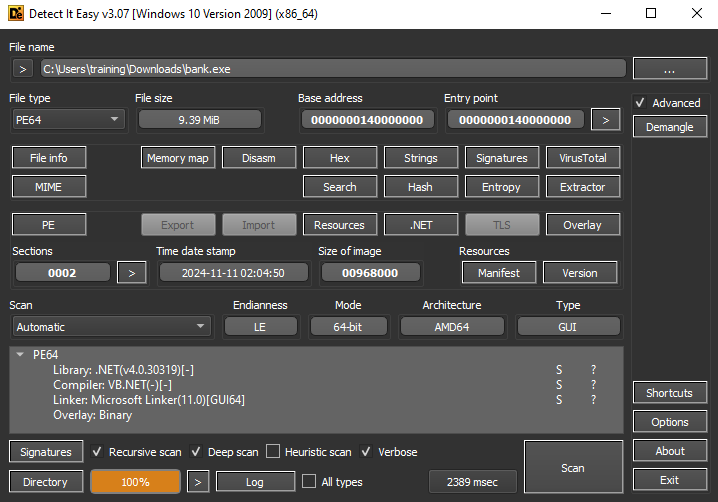 Detect It Easy v3.07 [Windows 10 Version 2009] (x86_64)
File name
> C:\Users\training\Downloads\bank.exe ...
File type File size Base address Entry point Advanced
PE64 9.39 MiB 0000000140000000 0000000140000000 > Demangle
File info Memory map Disasm Hex Strings Signatures VirusTotal
MIME Search Hash Entropy Extractor
PE Export Import Resources .NET TLS Overlay
Sections Time date stamp Size of image Resources
0002 > 2024-11-11 02:04:50 00968000 Manifest Version
Scan Endianness Mode Architecture Type
Automatic LE 64-bit AMD64 GUI
PE64
Library: .NET(v4.0.30319)[-] S ?
Compiler: VB.NET(-)[-] S ?
Linker: Microsoft Linker(11.0)[GUI64] S ?
Overlay: Binary
Shortcuts
Options
Signatures Recursive scan Deep scan Heuristic scan Verbose Scan About
Directory 100% > Log All types 2389 msec Exit